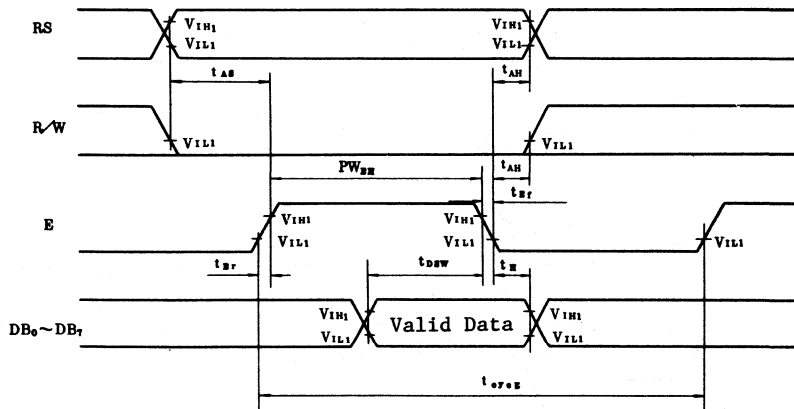 RS
VIH1
VIL1
tAS
VIH1
VIL1
tAH
R/W
VIL1
VIL1
tAH
PWEH
tEf
E
VIH1
VIL1
VIH1
VIL1
VIL1
tEr
tDSW
tH
DB0~DB7
VIH1
VIL1
Valid Data
VIH1
VIL1
tcycE